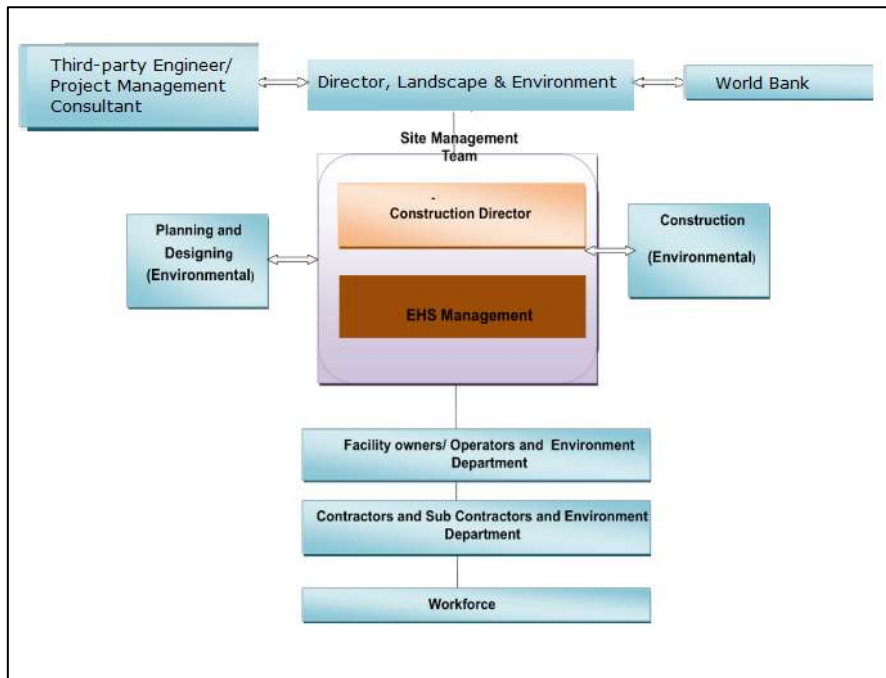 Third-party Engineer/
Project Management
Consultant
Director, Landscape & Environment
World Bank
Site Management
Team
Construction Director
EHS Management
Planning and
Designing
(Environmental)
Construction
(Environmental)
Facility owners/ Operators and Environment
Department
Contractors and Sub Contractors and Environment
Department
Workforce